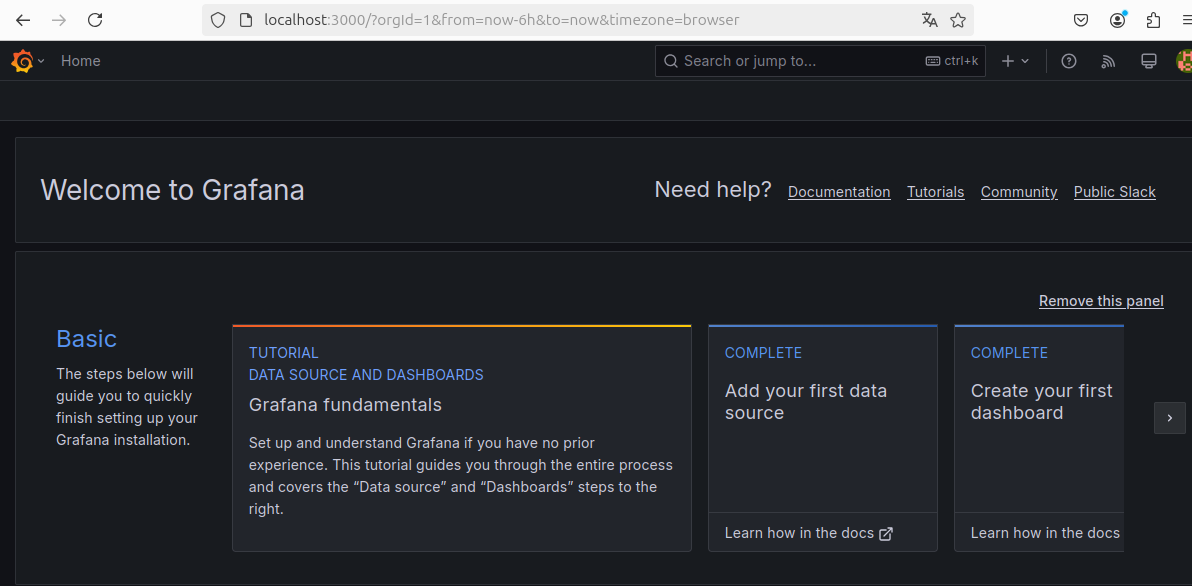 localhost:3000/?orgId=1&from=now-6h&to=now&timezone=browser
Home
Search or jump to...
ctrl+k
Welcome to Grafana
Need help?
Documentation
Tutorials
Community
Public Slack
Remove this panel
Basic
The steps below will
guide you to quickly
finish setting up your
Grafana installation.
TUTORIAL
DATA SOURCE AND DASHBOARDS
Grafana fundamentals
Set up and understand Grafana if you have no prior
experience. This tutorial guides you through the entire process
and covers the “Data source” and “Dashboards” steps to the
right.
COMPLETE
Add your first data
source
Learn how in the docs
COMPLETE
Create your first
dashboard
Learn how in the docs